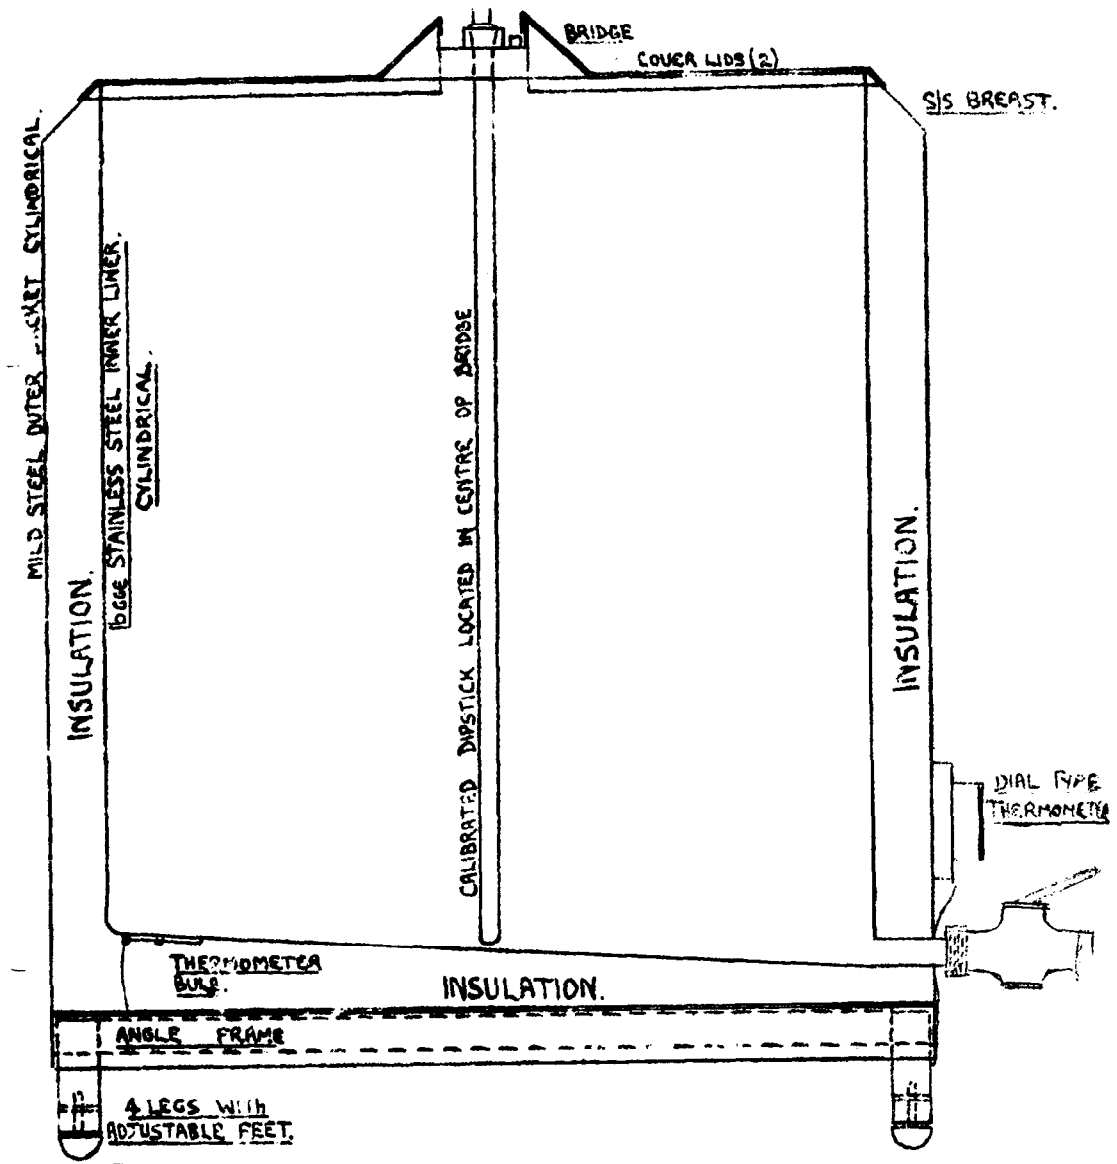 BRIDGE
COVER LIDS (2)
S/S BREAST.
MILD STEEL OUTER CYLINDRICAL.
STAINLESS STEEL INNER LINER.
CYLINDRICAL.
INSULATION.
CALIBRATED DIPSTICK LOCATED IN CENTRE OF BRIDGE
INSULATION.
DIAL TYPE
THERMOMETER
THERMOMETER
BULB.
INSULATION.
ANGLE FRAME
4 LEGS WITH
ADJUSTABLE FEET.